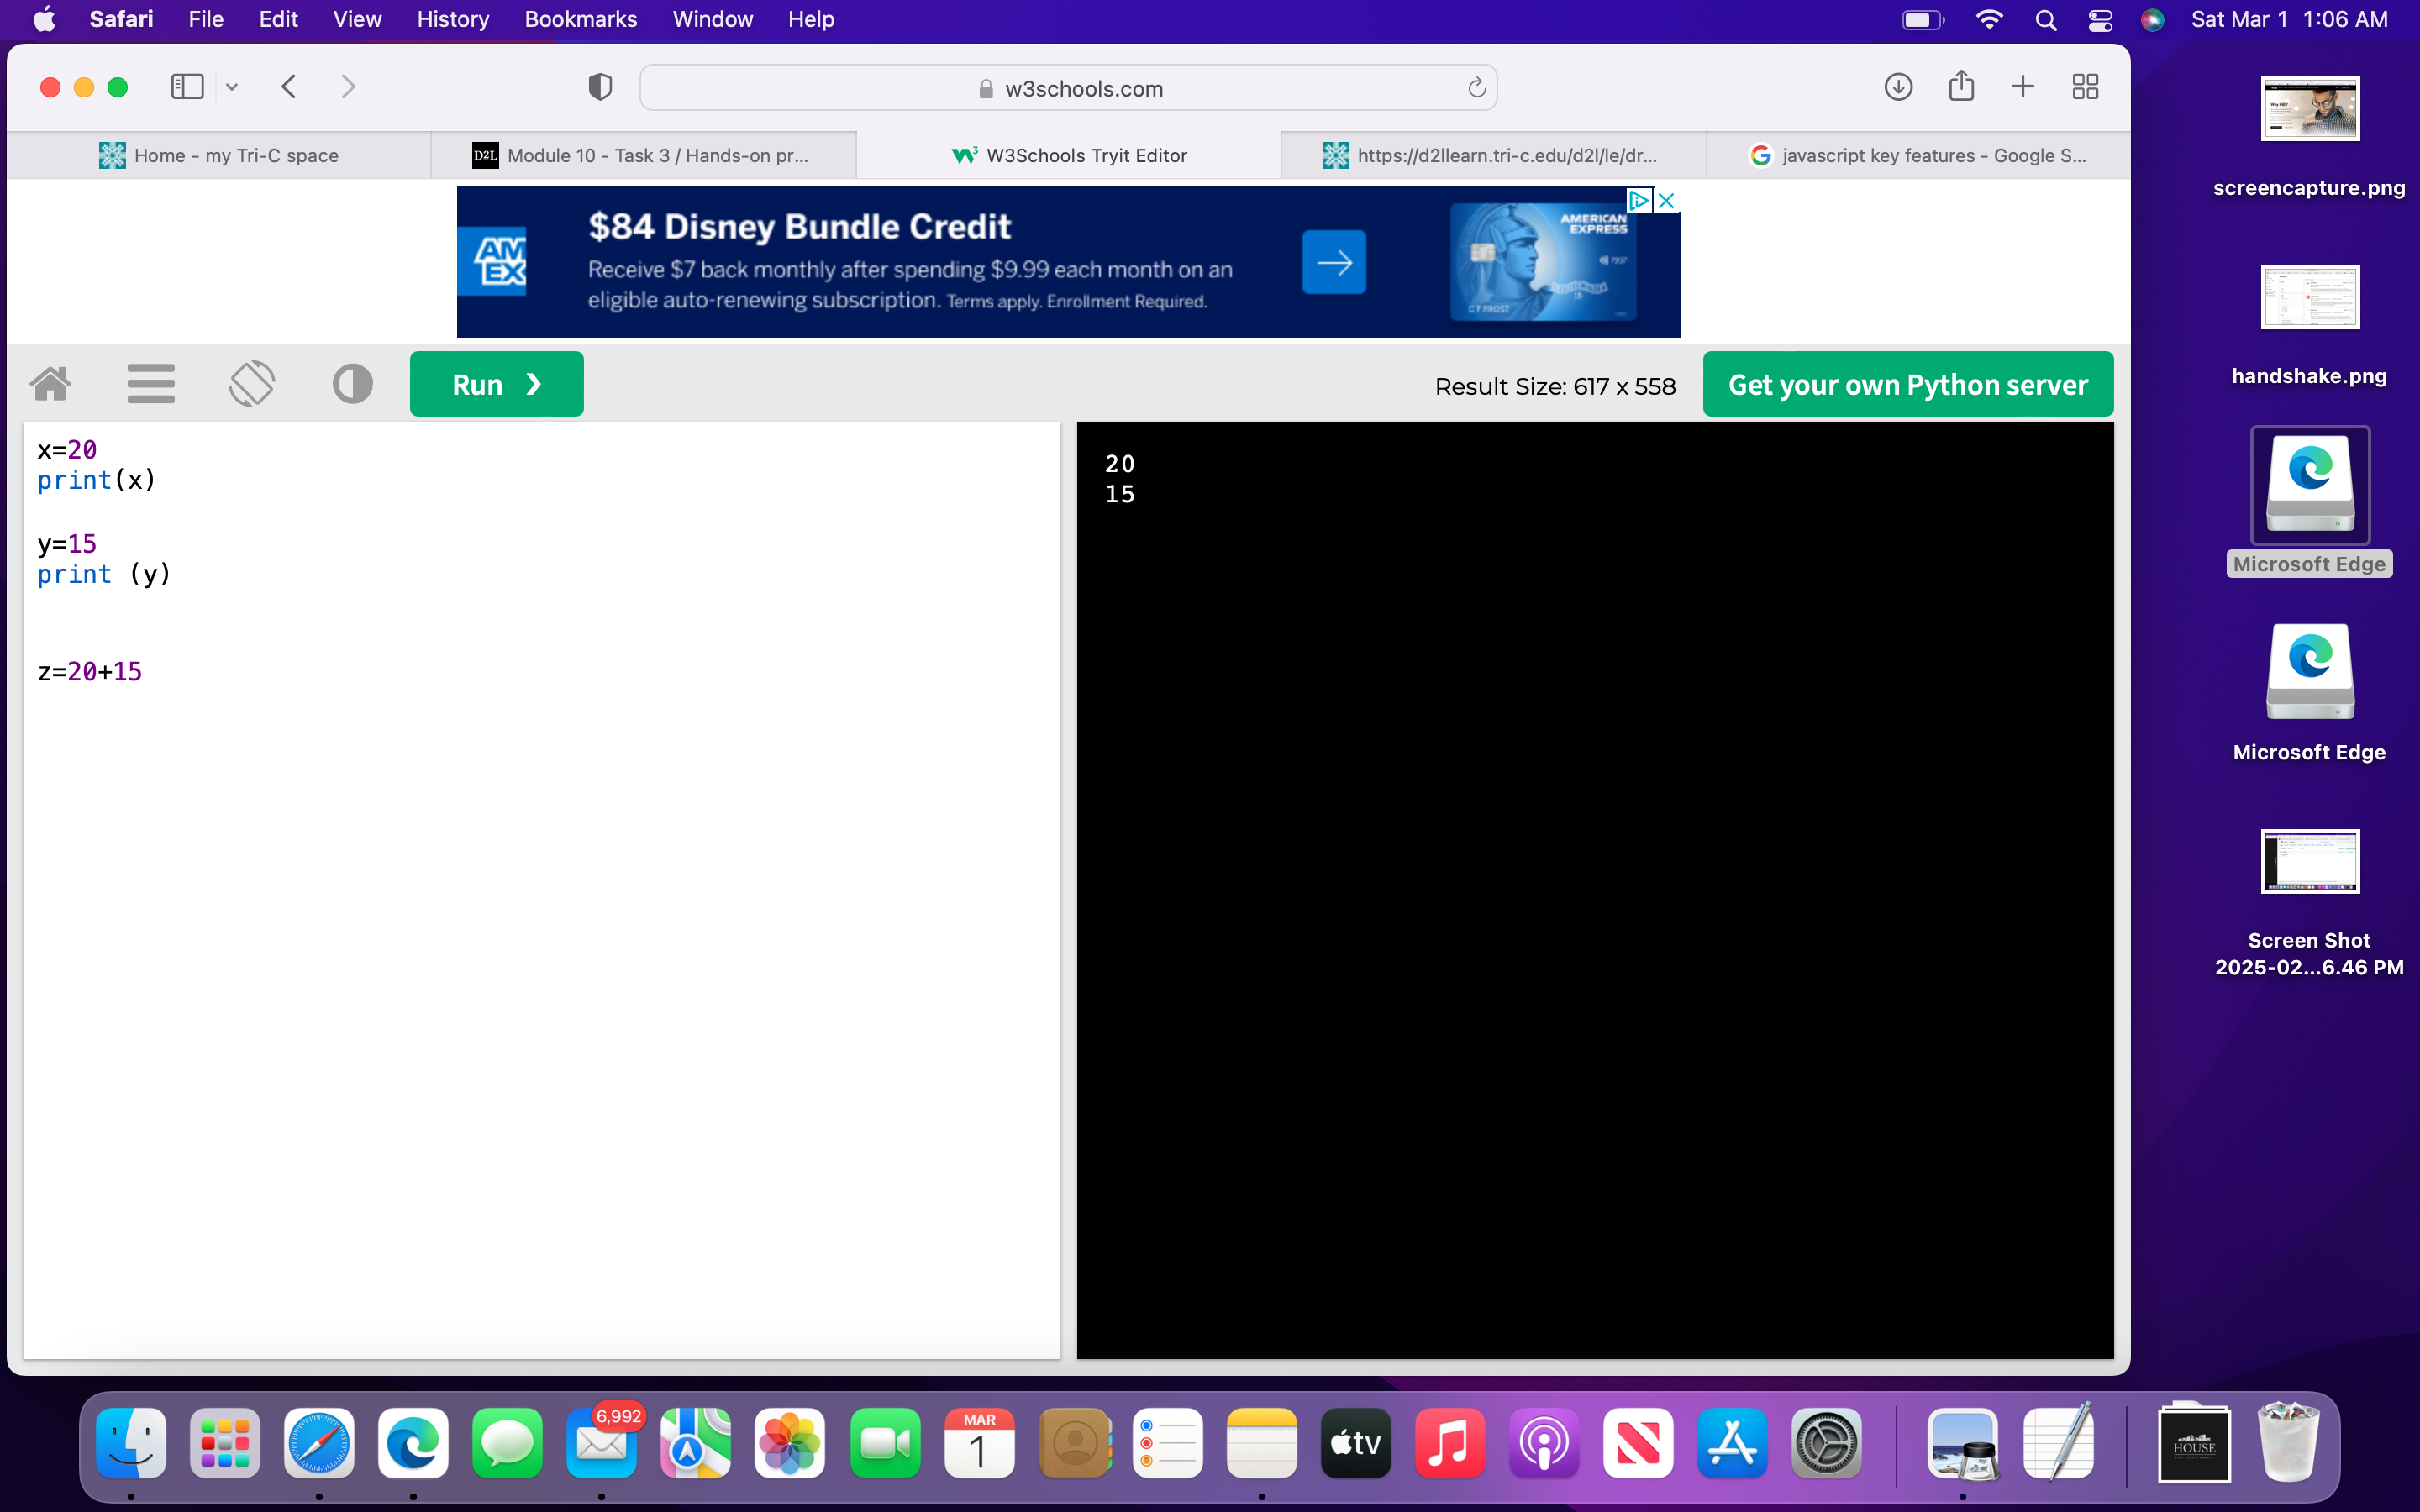 Safari File Edit View History Bookmarks Window Help Sat Mar 1 1:06 AM
w3schools.com
Home - my Tri-C space
D2L Module 10 - Task 3 / Hands-on pr...
W3Schools Tryit Editor
https://d2llearn.tri-c.edu/d2l/le/dr...
javascript key features - Google S...
AM
EX
$84 Disney Bundle Credit
Receive $7 back monthly after spending $9.99 each month on an
eligible auto-renewing subscription. Terms apply. Enrollment Required.
AMERICAN
EXPRESS
C F FROST
Run ❯
Result Size: 617 x 558
Get your own Python server
x=20
print(x)
y=15
print (y)
z=20+15
20
15
screencapture.png
handshake.png
Microsoft Edge
Microsoft Edge
Screen Shot
2025-02...6.46 PM
6,992
MAR
1
tv
HOUSE